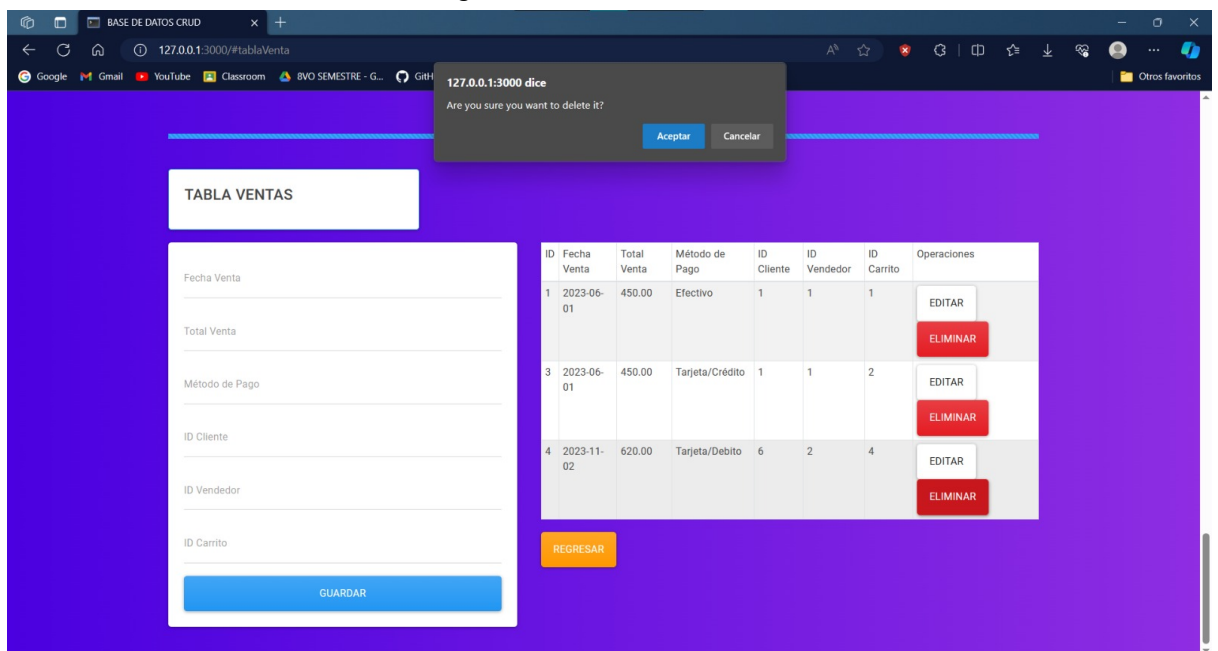 BASE DE DATOS CRUD
127.0.0.1:3000/#tablaVenta
Google Gmail YouTube Classroom 8VO SEMESTRE - G... GitH
Otros favoritos
127.0.0.1:3000 dice
Are you sure you want to delete it?
Aceptar Cancelar
TABLA VENTAS
Fecha Venta
Total Venta
Método de Pago
ID Cliente
ID Vendedor
ID Carrito
GUARDAR
ID Fecha Venta Total Venta Método de Pago ID Cliente ID Vendedor ID Carrito Operaciones
1 2023-06-01 450.00 Efectivo 1 1 1 EDITAR
ELIMINAR
3 2023-06-01 450.00 Tarjeta/Crédito 1 1 2 EDITAR
ELIMINAR
4 2023-11-02 620.00 Tarjeta/Debito 6 2 4 EDITAR
ELIMINAR
REGRESAR